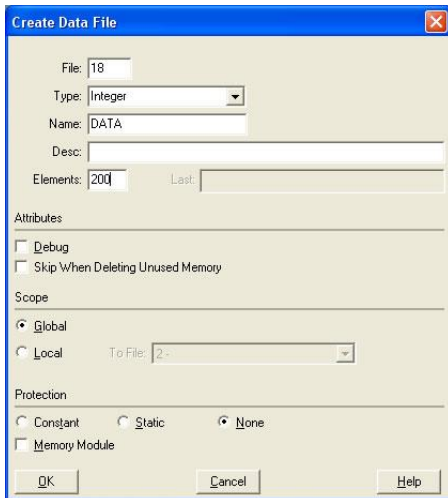 Create Data File
File: 18
Type: Integer
Name: DATA
Desc:
Elements: 200 Last:
Attributes
Debug
Skip When Deleting Unused Memory
Scope
Global
Local To File: 2 -
Protection
Constant Static None
Memory Module
OK Cancel Help